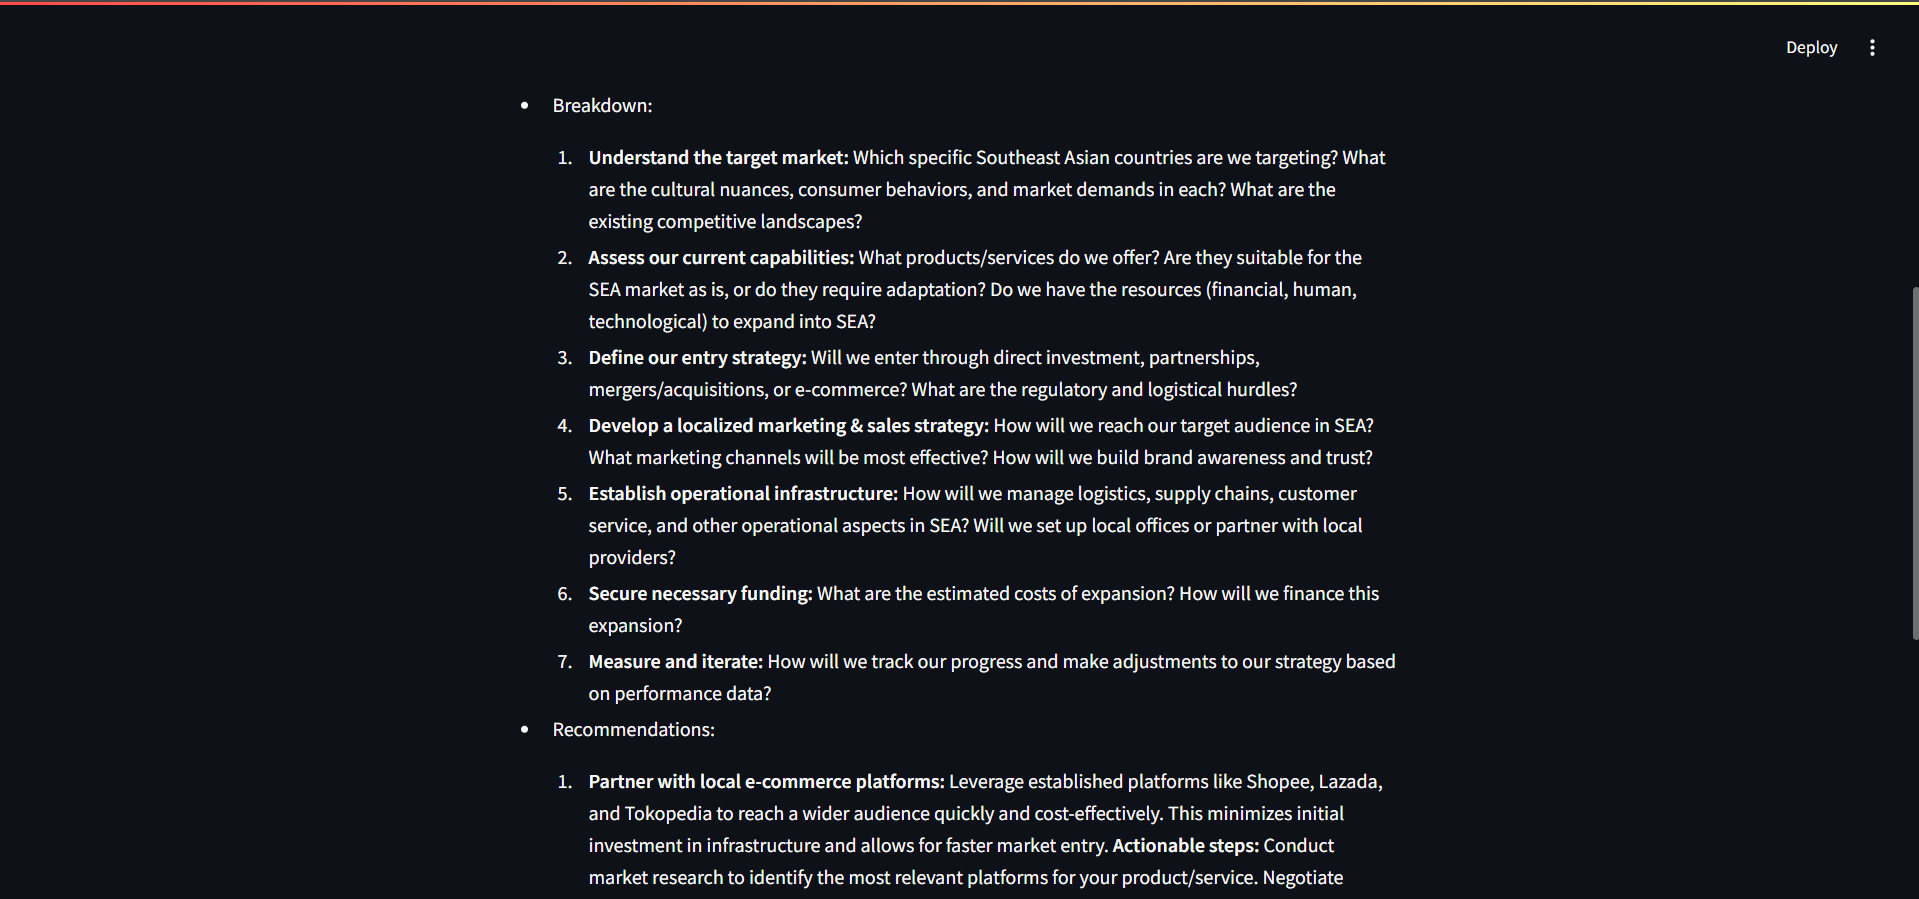 Deploy
Breakdown:
1. Understand the target market: Which specific Southeast Asian countries are we targeting? What
are the cultural nuances, consumer behaviors, and market demands in each? What are the
existing competitive landscapes?
2. Assess our current capabilities: What products/services do we offer? Are they suitable for the
SEA market as is, or do they require adaptation? Do we have the resources (financial, human,
technological) to expand into SEA?
3. Define our entry strategy: Will we enter through direct investment, partnerships,
mergers/acquisitions, or e-commerce? What are the regulatory and logistical hurdles?
4. Develop a localized marketing & sales strategy: How will we reach our target audience in SEA?
What marketing channels will be most effective? How will we build brand awareness and trust?
5. Establish operational infrastructure: How will we manage logistics, supply chains, customer
service, and other operational aspects in SEA? Will we set up local offices or partner with local
providers?
6. Secure necessary funding: What are the estimated costs of expansion? How will we finance this
expansion?
7. Measure and iterate: How will we track our progress and make adjustments to our strategy based
on performance data?
Recommendations:
1. Partner with local e-commerce platforms: Leverage established platforms like Shopee, Lazada,
and Tokopedia to reach a wider audience quickly and cost-effectively. This minimizes initial
investment in infrastructure and allows for faster market entry. Actionable steps: Conduct
market research to identify the most relevant platforms for your product/service. Negotiate